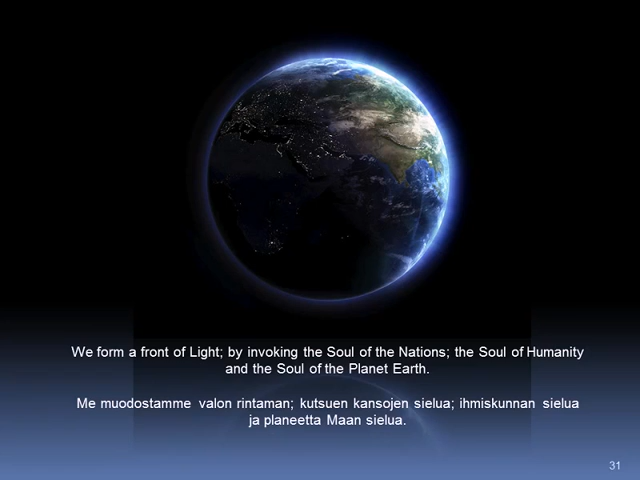 We form a front of Light; by invoking the Soul of the Nations; the Soul of Humanity
and the Soul of the Planet Earth.
Me muodostamme valon rintaman; kutsuen kansojen sielua; ihmiskunnan sielua
ja planeetta Maan sielua.
31